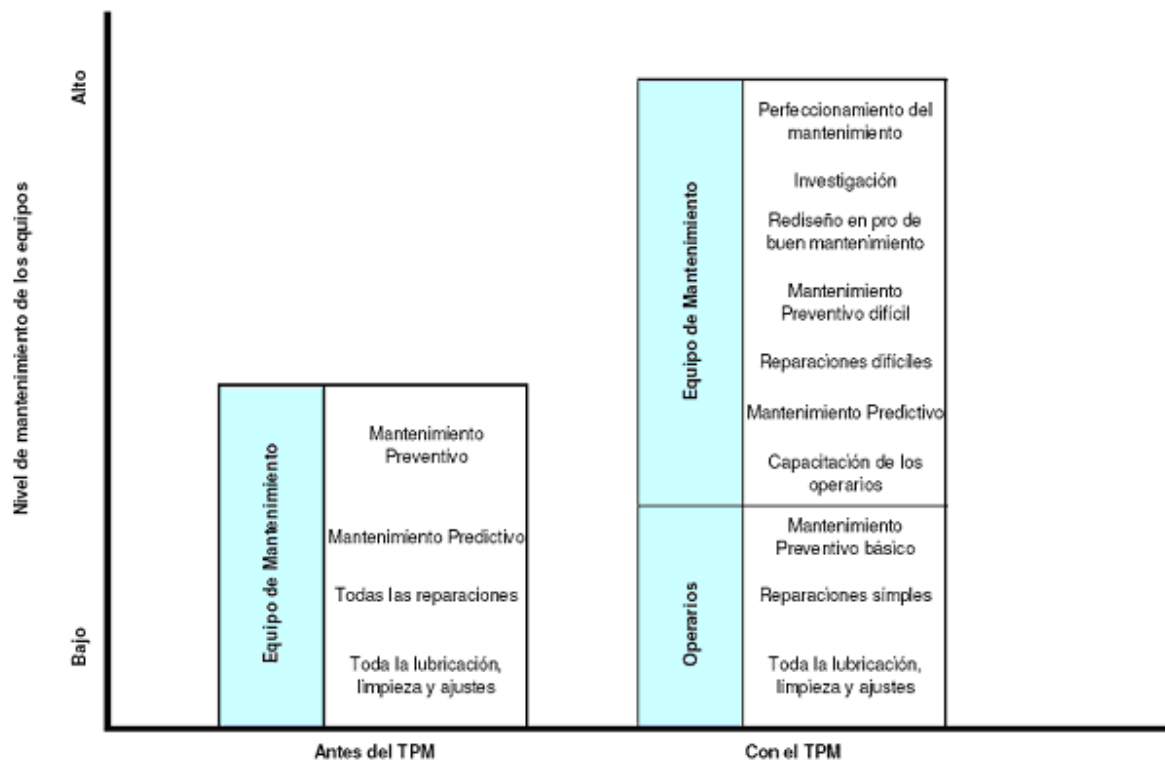 Nivel de mantenimiento de los equipos
Alto
Bajo
Equipo de Mantenimiento
Mantenimiento
Preventivo
Mantenimiento Predictivo
Todas las reparaciones
Toda la lubricación,
limpieza y ajustes
Antes del TPM
Equipo de Mantenimiento
Perfeccionamiento del
mantenimiento
Investigación
Rediseño en pro de
buen mantenimiento
Mantenimiento
Preventivo difícil
Reparaciones difíciles
Mantenimiento Predictivo
Capacitación de los
operarios
Operarios
Mantenimiento
Preventivo básico
Reparaciones simples
Toda la lubricación,
limpieza y ajustes
Con el TPM